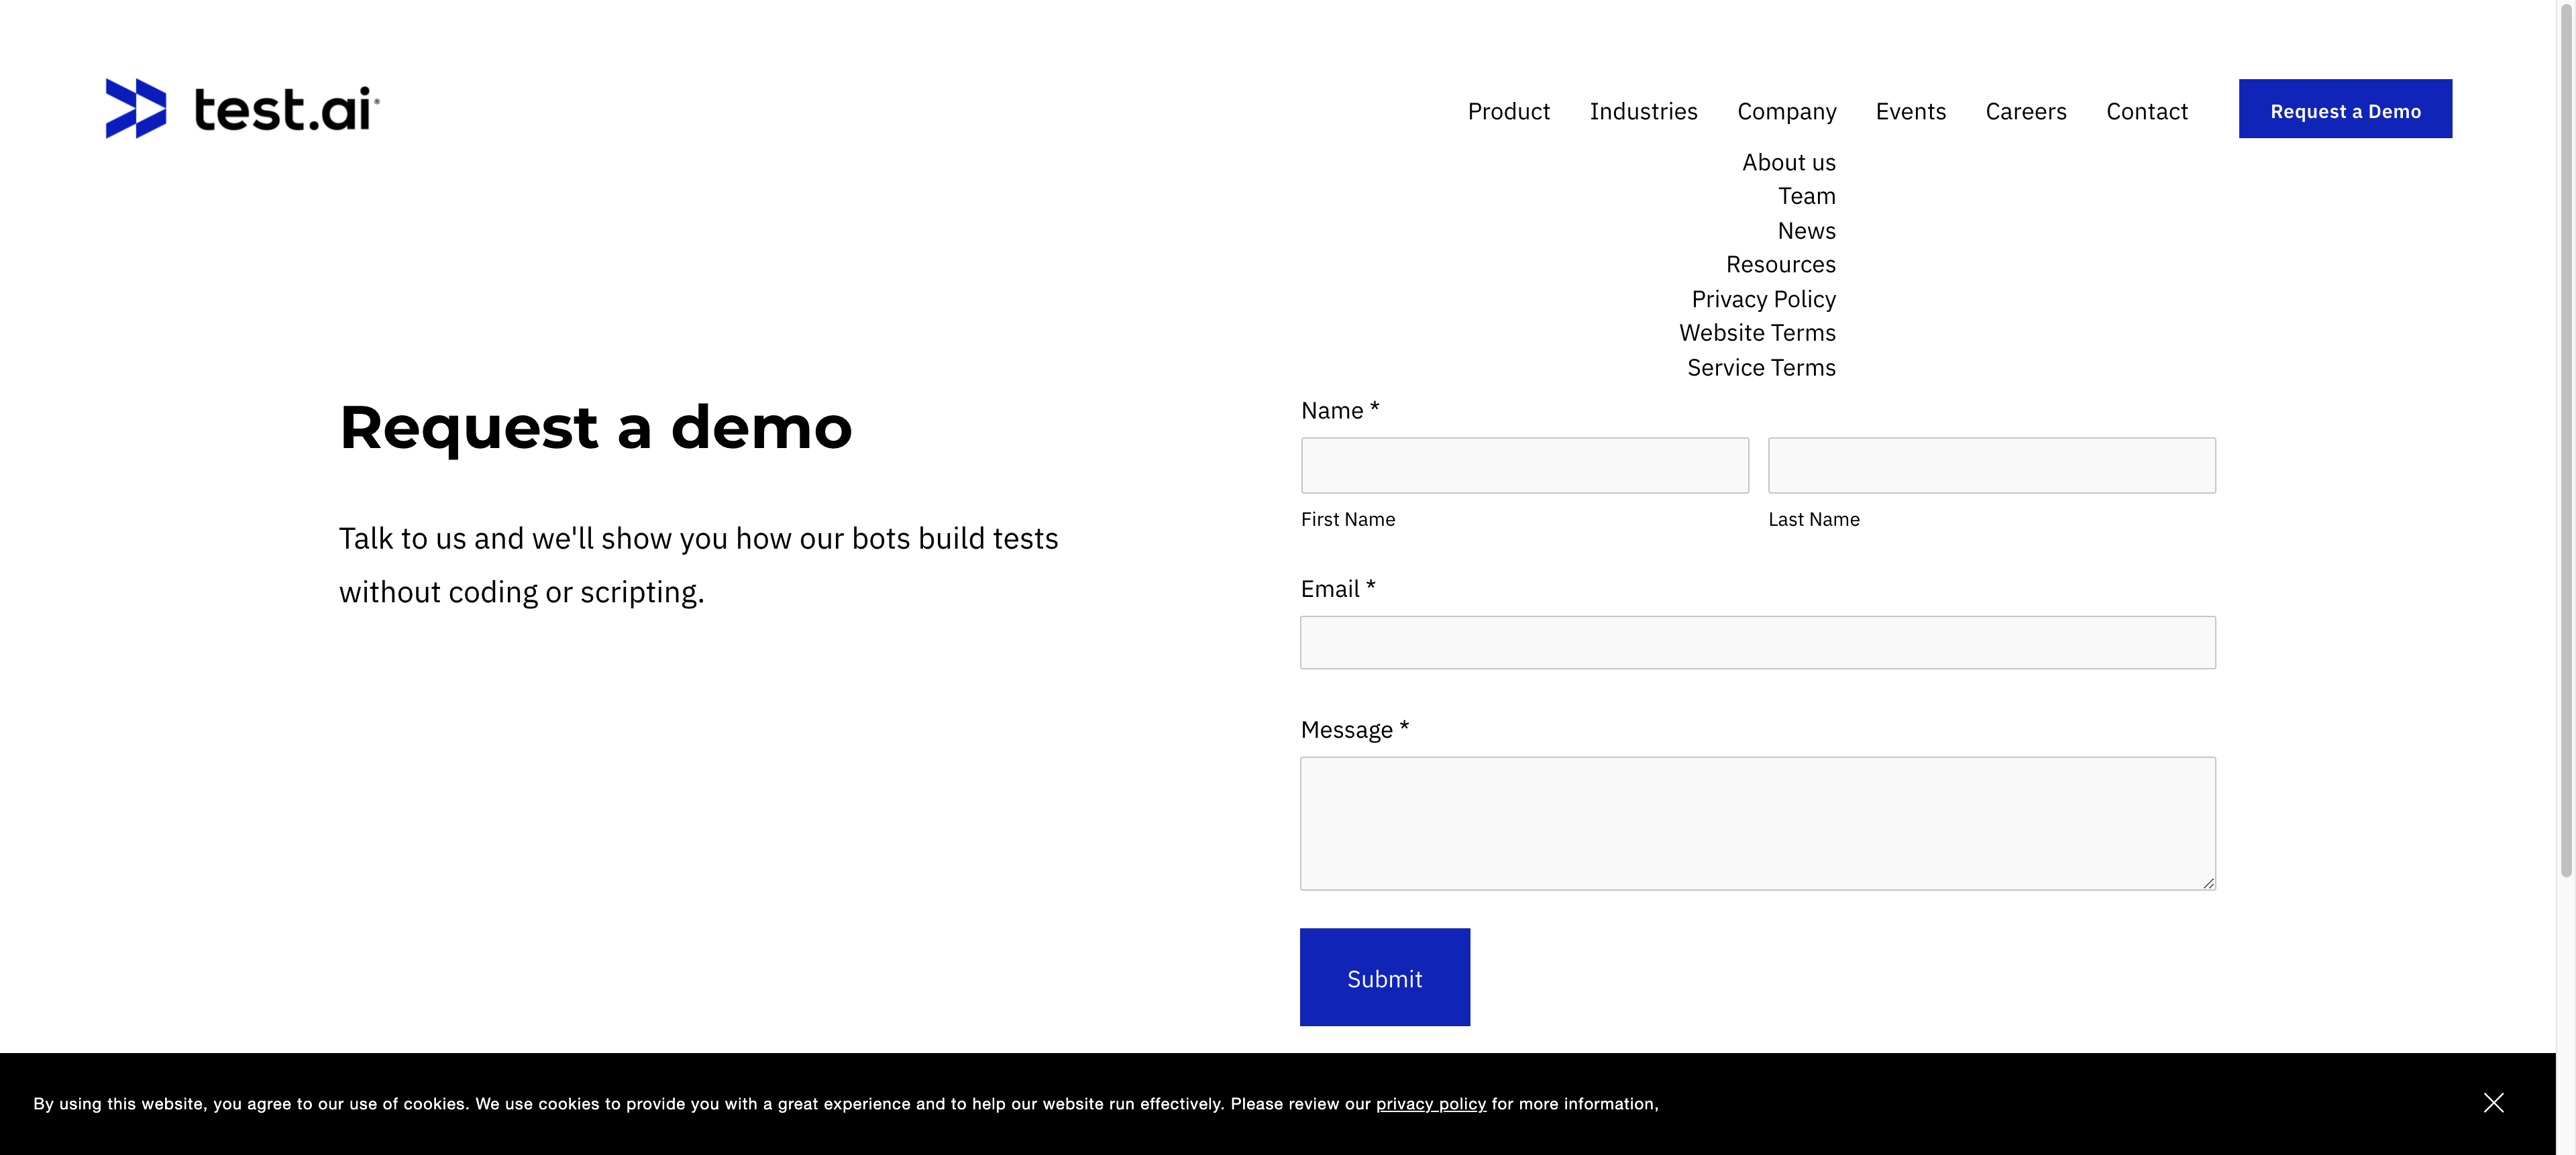 test.ai®
Product Industries Company Events Careers Contact Request a Demo
About us
Team
News
Resources
Privacy Policy
Website Terms
Service Terms
Request a demo
Talk to us and we'll show you how our bots build tests
without coding or scripting.
Name *
First Name Last Name
Email *
Message *
Submit
By using this website, you agree to our use of cookies. We use cookies to provide you with a great experience and to help our website run effectively. Please review our privacy policy for more information,